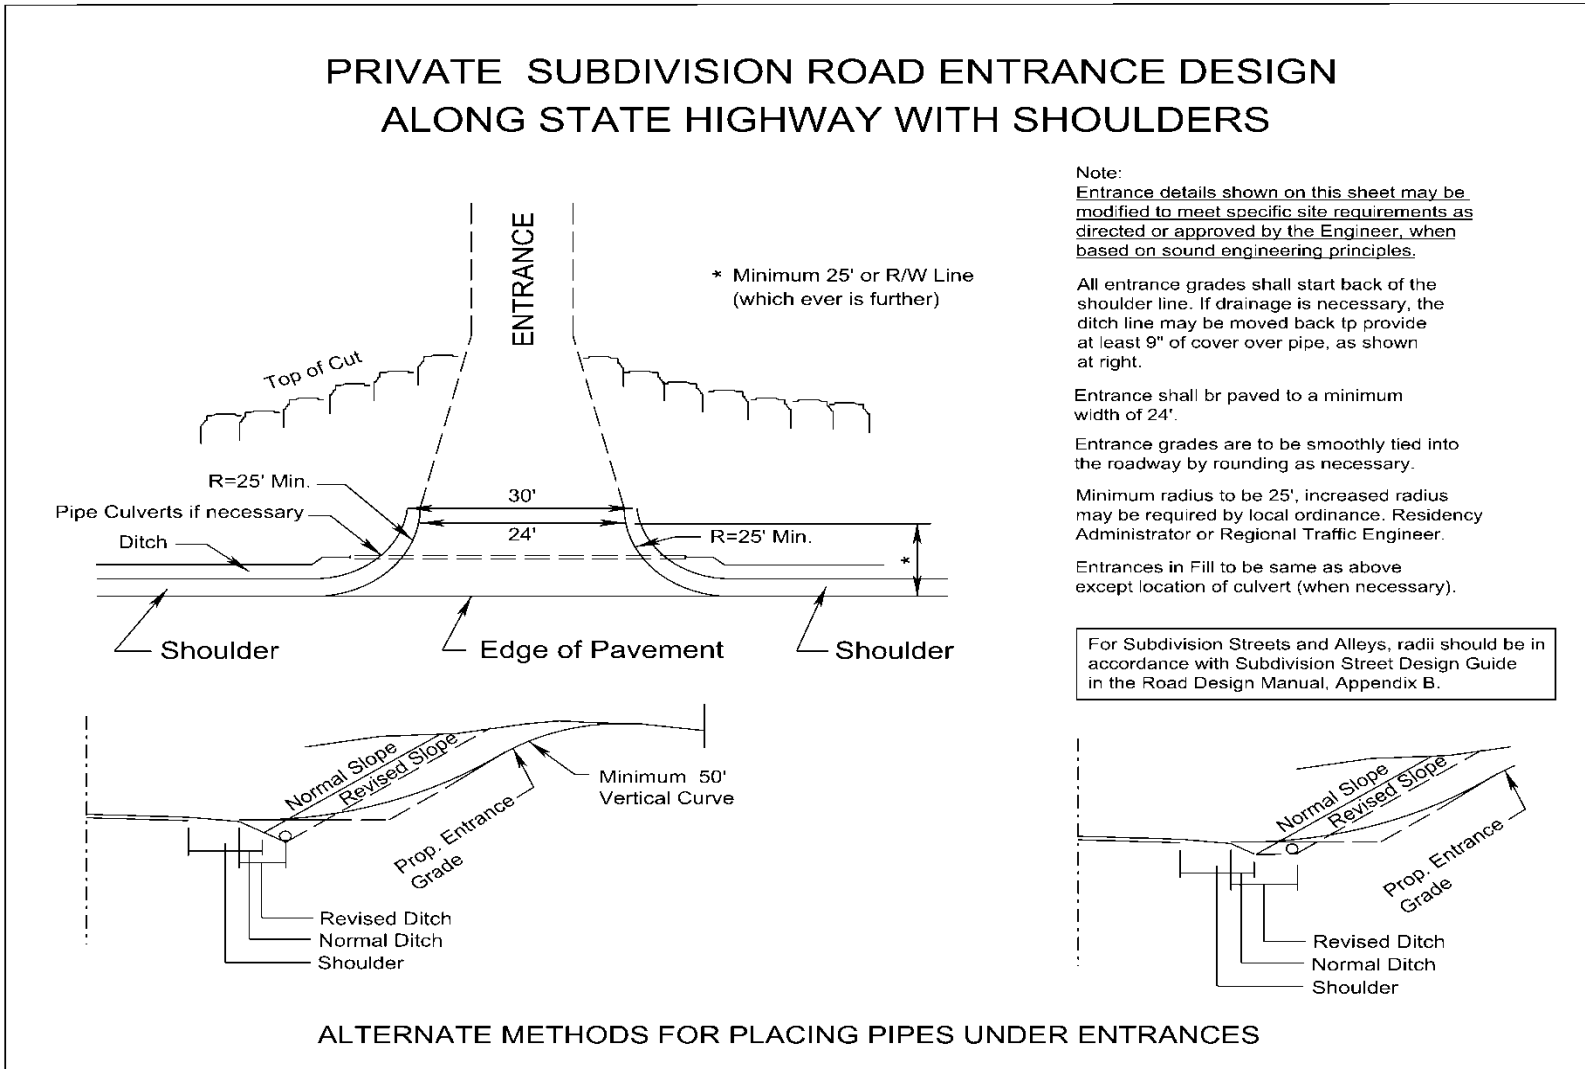 PRIVATE SUBDIVISION ROAD ENTRANCE DESIGN
ALONG STATE HIGHWAY WITH SHOULDERS
ENTRANCE
* Minimum 25' or R/W Line
(which ever is further)
Top of Cut
R=25' Min.
Pipe Culverts if necessary
Ditch
30'
24'
R=25' Min.
*
Shoulder
Edge of Pavement
Shoulder
Note:
Entrance details shown on this sheet may be
modified to meet specific site requirements as
directed or approved by the Engineer, when
based on sound engineering principles.
All entrance grades shall start back of the
shoulder line. If drainage is necessary, the
ditch line may be moved back tp provide
at least 9" of cover over pipe, as shown
at right.
Entrance shall br paved to a minimum
width of 24'.
Entrance grades are to be smoothly tied into
the roadway by rounding as necessary.
Minimum radius to be 25', increased radius
may be required by local ordinance. Residency
Administrator or Regional Traffic Engineer.
Entrances in Fill to be same as above
except location of culvert (when necessary).
For Subdivision Streets and Alleys, radii should be in
accordance with Subdivision Street Design Guide
in the Road Design Manual, Appendix B.
Normal Slope
Revised Slope
Minimum 50'
Vertical Curve
Prop. Entrance
Grade
Revised Ditch
Normal Ditch
Shoulder
Normal Slope
Revised Slope
Prop. Entrance
Grade
Revised Ditch
Normal Ditch
Shoulder
ALTERNATE METHODS FOR PLACING PIPES UNDER ENTRANCES